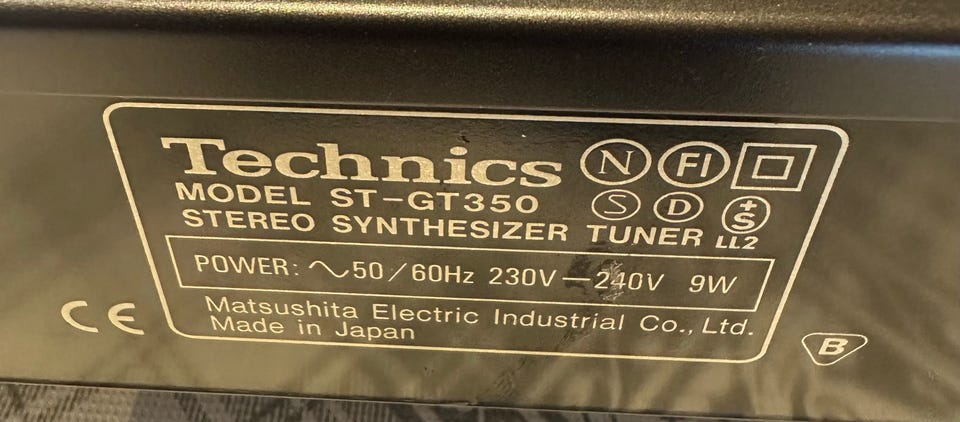 Technics N FI
MODEL ST-GT350 S D +S
STEREO SYNTHESIZER TUNER LL2
POWER: ∿50/60Hz 230V—240V 9W
Matsushita Electric Industrial Co., Ltd.
Made in Japan
CE
B